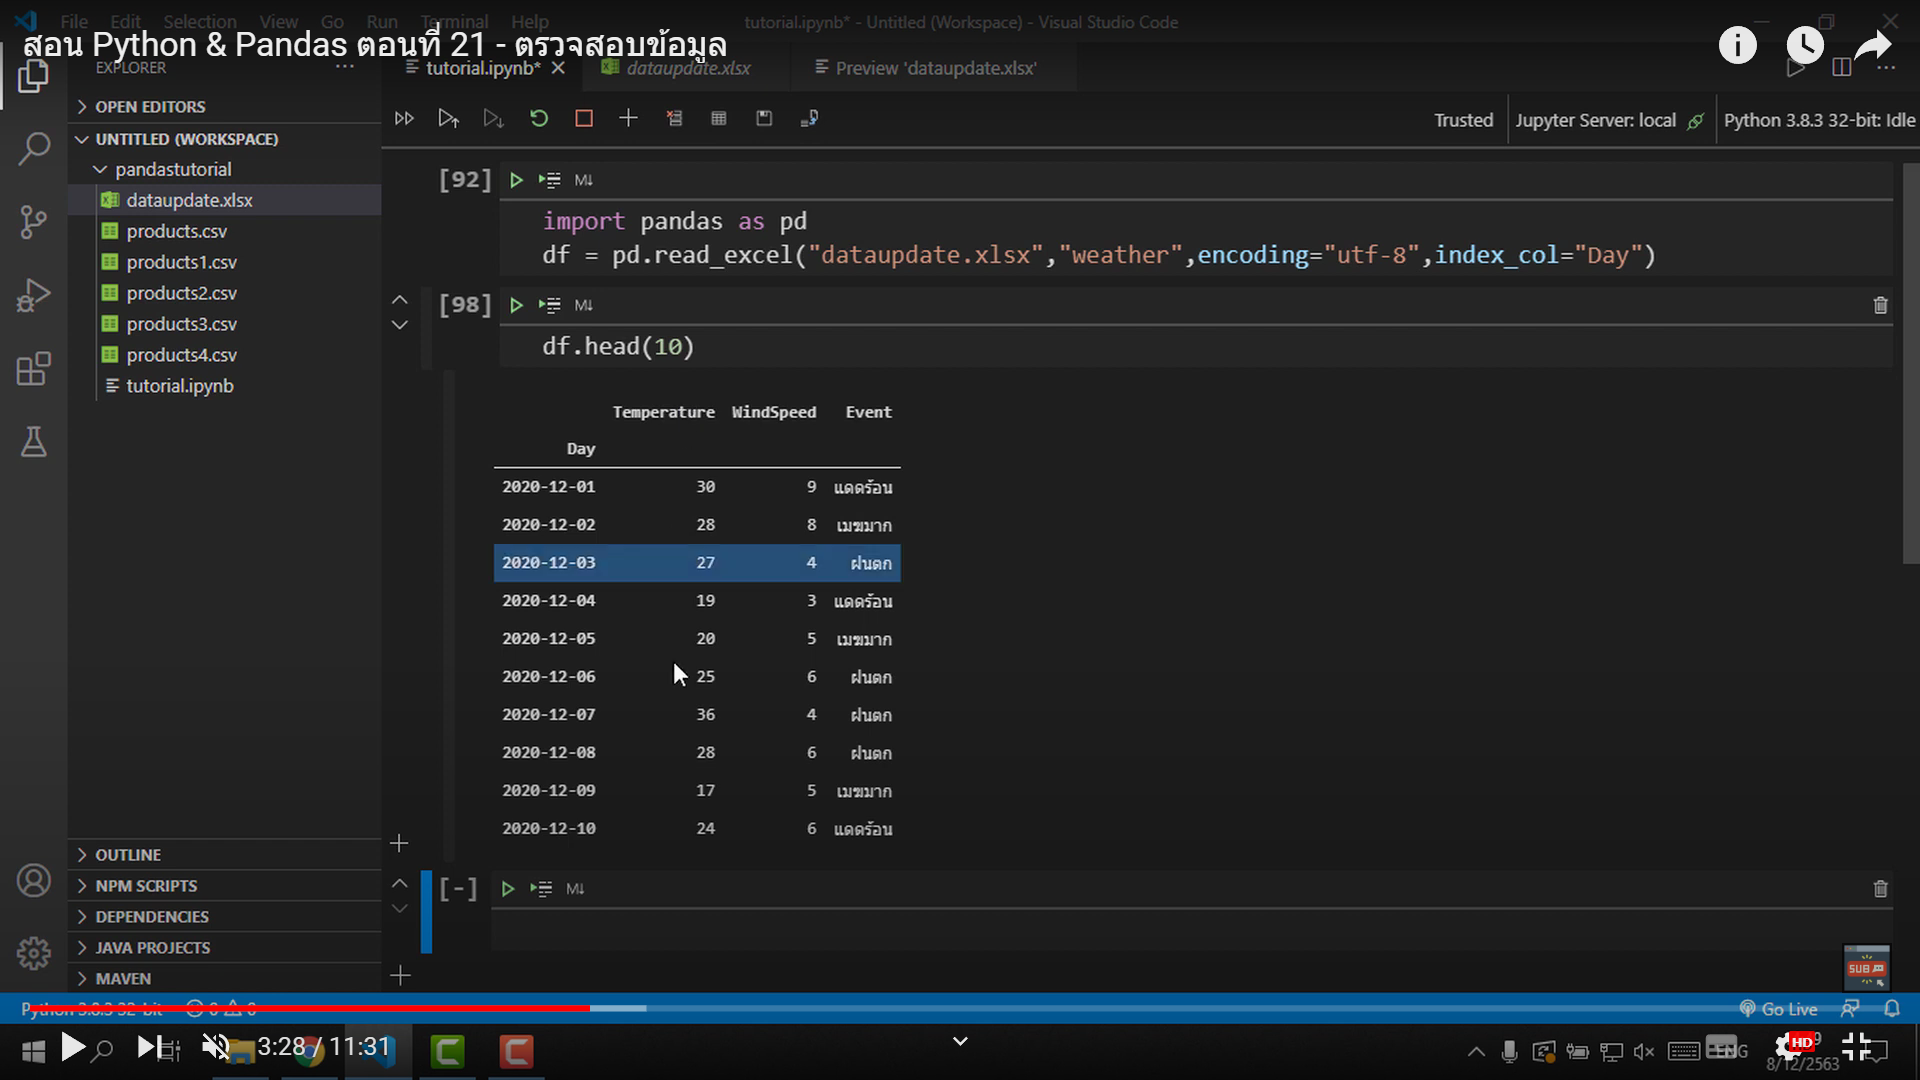 File Edit Selection View Go Run Terminal Help tutorial.ipynb* - Untitled (Workspace) - Visual Studio Code
สอน Python & Pandas ตอนที่ 21 - ตรวจสอบข้อมูล
EXPLORER
tutorial.ipynb*
dataupdate.xlsx
Preview 'dataupdate.xlsx'
OPEN EDITORS
UNTITLED (WORKSPACE)
pandastutorial
dataupdate.xlsx
products.csv
products1.csv
products2.csv
products3.csv
products4.csv
tutorial.ipynb
Trusted
Jupyter Server: local
Python 3.8.3 32-bit: Idle
[92] M↓
import pandas as pd
df = pd.read_excel("dataupdate.xlsx","weather",encoding="utf-8",index_col="Day")
[98] M↓
df.head(10)
Temperature WindSpeed Event
Day
2020-12-01 30 9 แดดร้อน
2020-12-02 28 8 เมฆมาก
2020-12-03 27 4 ฝนตก
2020-12-04 19 3 แดดร้อน
2020-12-05 20 5 เมฆมาก
2020-12-06 25 6 ฝนตก
2020-12-07 36 4 ฝนตก
2020-12-08 28 6 ฝนตก
2020-12-09 17 5 เมฆมาก
2020-12-10 24 6 แดดร้อน
[-] M↓
OUTLINE
NPM SCRIPTS
DEPENDENCIES
JAVA PROJECTS
MAVEN
SUB
Python 3.8.3 32-bit 0 0
Go Live
3:28 / 11:31
ENG
HD
8/12/2563